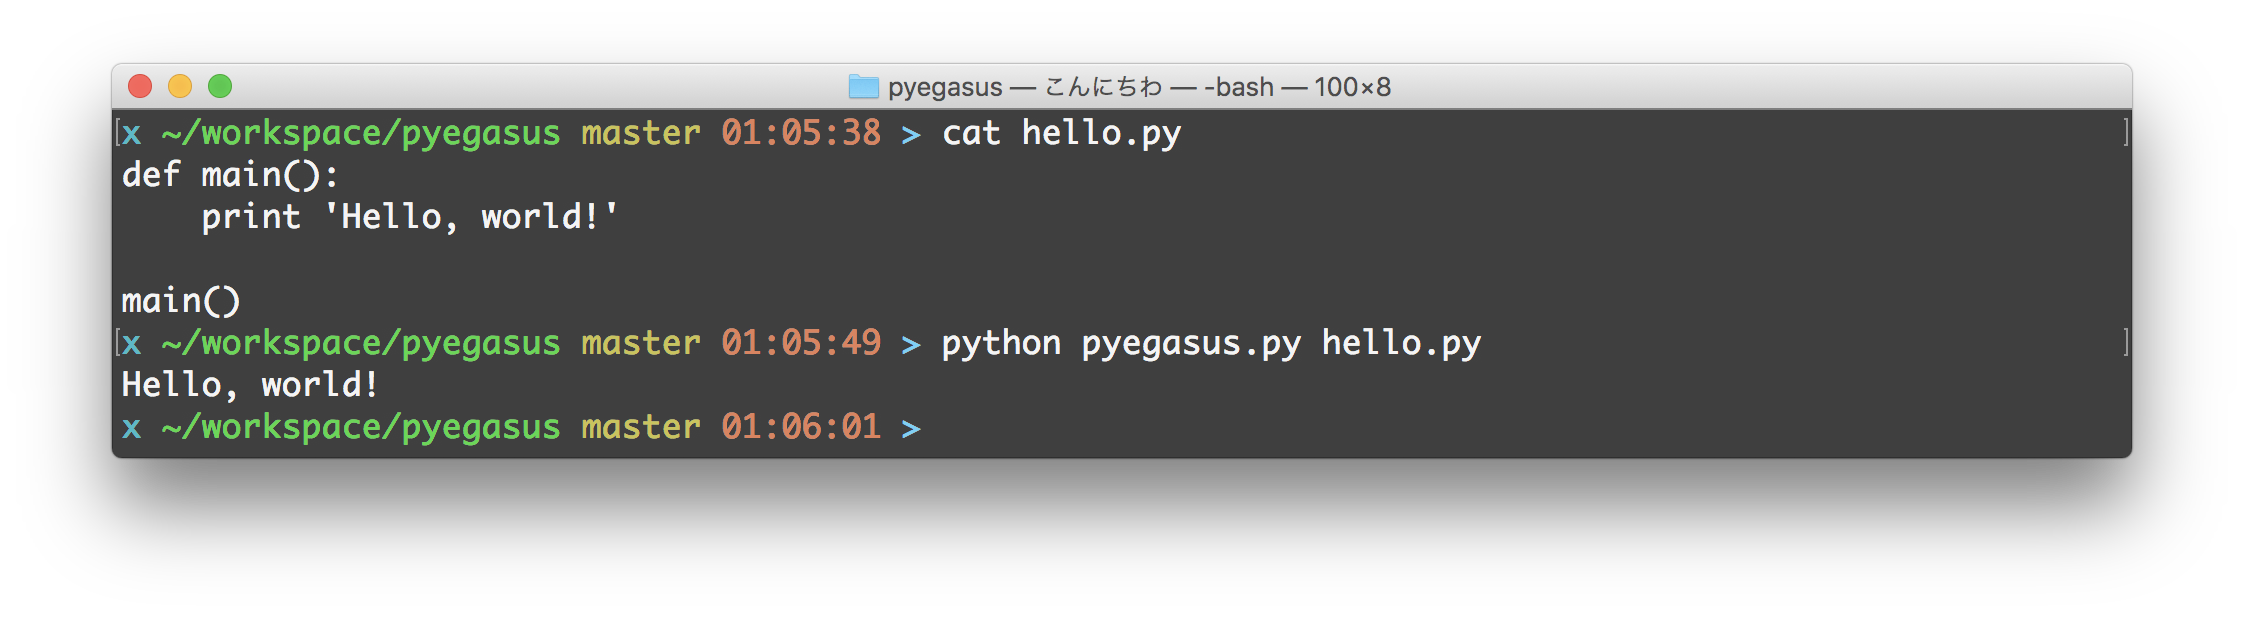 pyegasus — こんにちわ — -bash — 100×8
[x ~/workspace/pyegasus master 01:05:38 > cat hello.py ]
def main():
    print 'Hello, world!'

main()
[x ~/workspace/pyegasus master 01:05:49 > python pyegasus.py hello.py ]
Hello, world!
x ~/workspace/pyegasus master 01:06:01 >